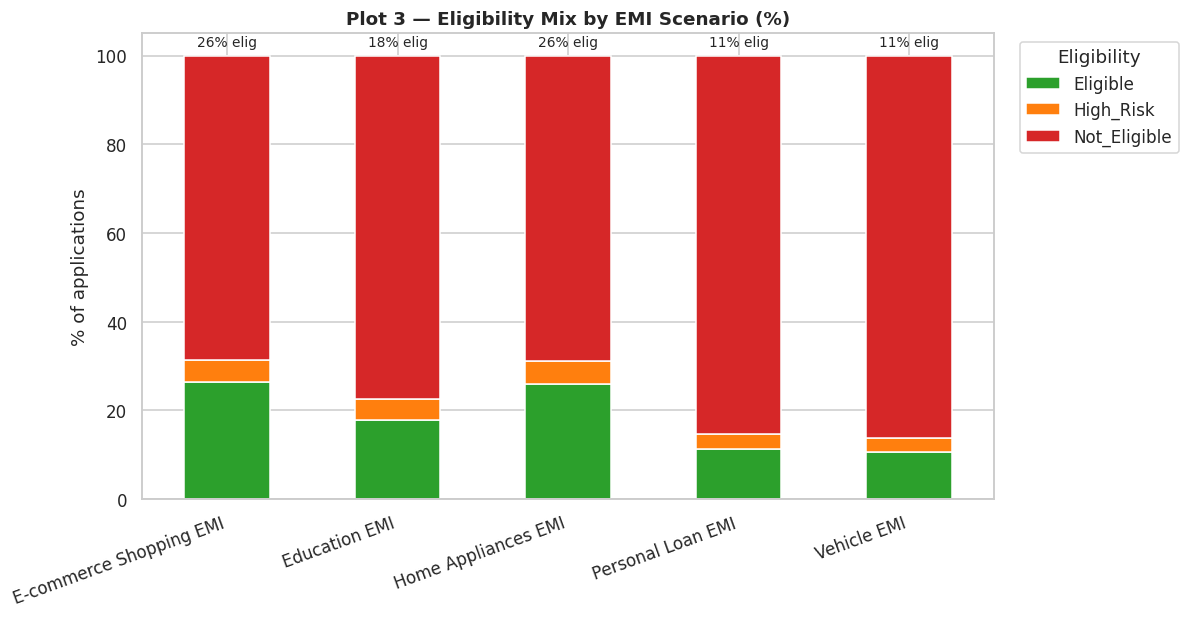 Plot 3 — Eligibility Mix by EMI Scenario (%)
26% elig
18% elig
26% elig
11% elig
11% elig
Eligibility
Eligible
High_Risk
Not_Eligible
% of applications
100
80
60
40
20
0
E-commerce Shopping EMI
Education EMI
Home Appliances EMI
Personal Loan EMI
Vehicle EMI